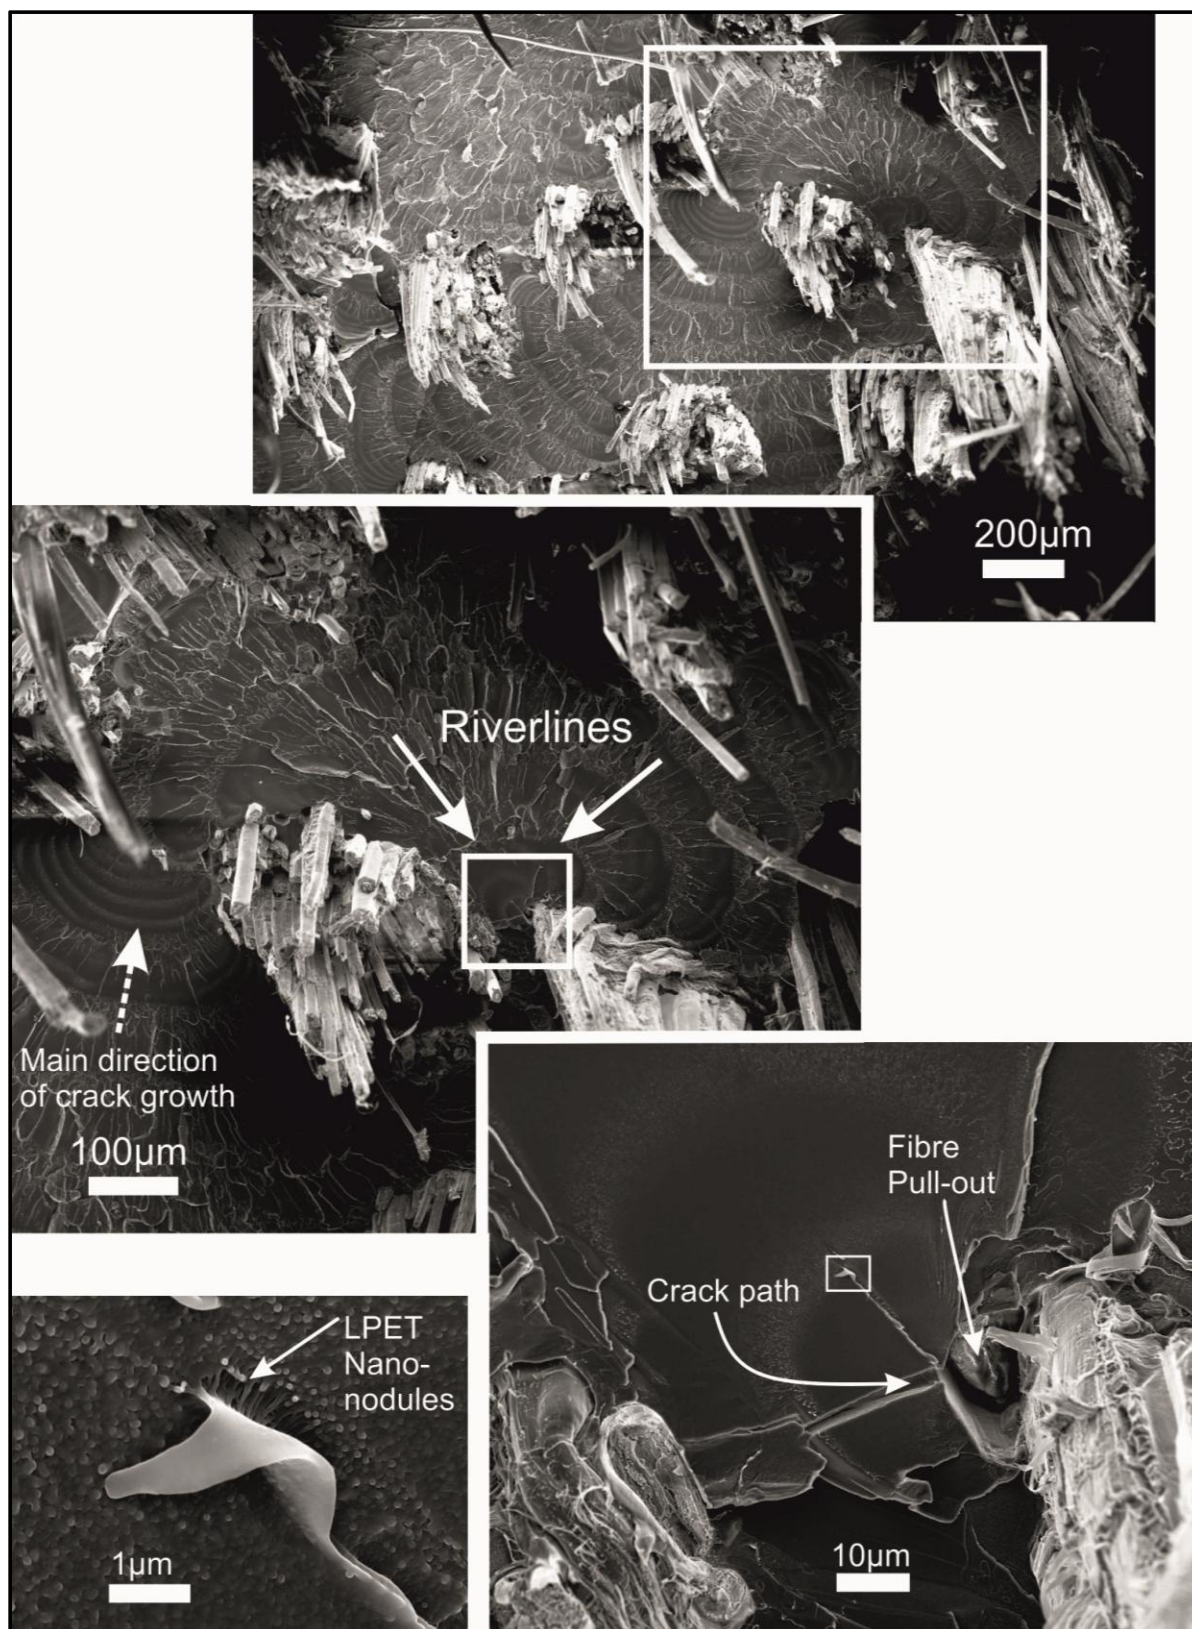 200µm
Riverlines
Main direction
of crack growth
100µm
Fibre
Pull-out
Crack path
10µm
LPET
Nano-
nodules
1µm